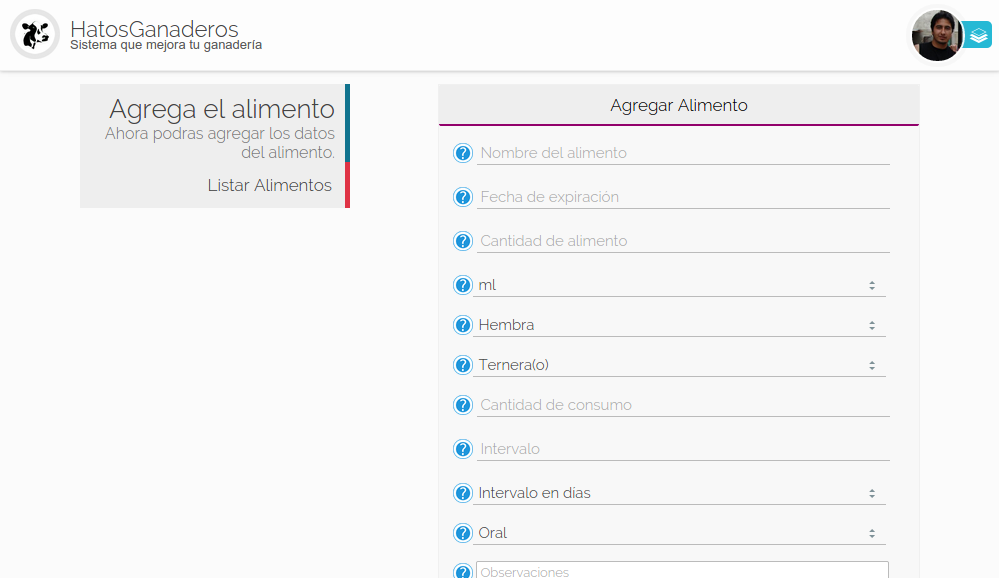 HatosGanaderos
Sistema que mejora tu ganadería
Agrega el alimento
Ahora podras agregar los datos
del alimento.
Listar Alimentos
Agregar Alimento
? Nombre del alimento
? Fecha de expiración
? Cantidad de alimento
? ml
? Hembra
? Ternera(o)
? Cantidad de consumo
? Intervalo
? Intervalo en días
? Oral
? Observaciones